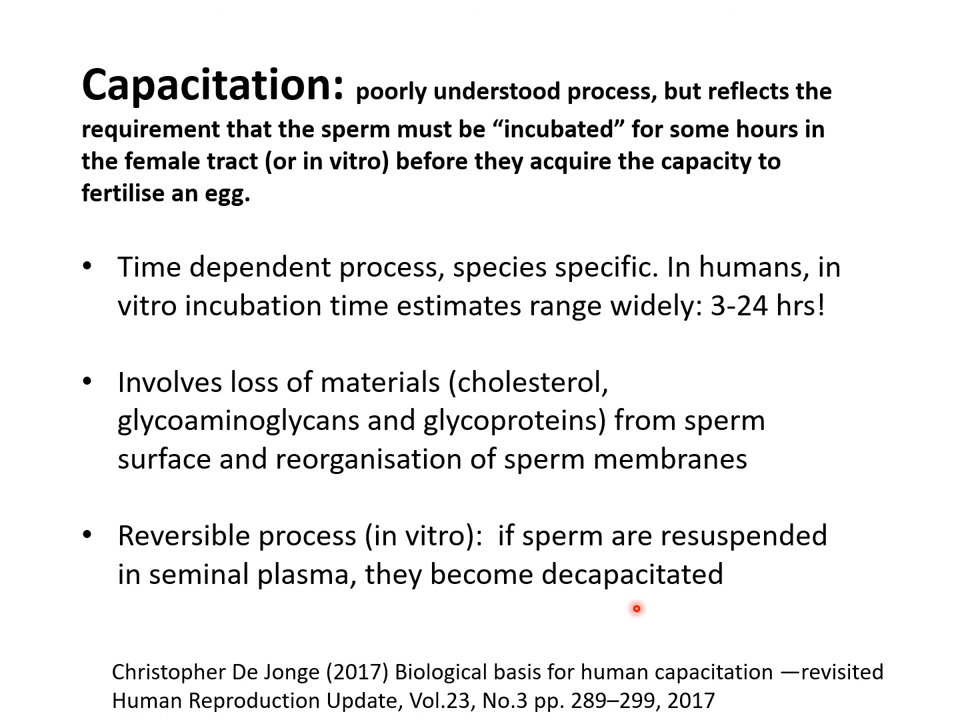 Capacitation: poorly understood process, but reflects the
requirement that the sperm must be “incubated” for some hours in
the female tract (or in vitro) before they acquire the capacity to
fertilise an egg.
• Time dependent process, species specific. In humans, in
vitro incubation time estimates range widely: 3-24 hrs!
• Involves loss of materials (cholesterol,
glycoaminoglycans and glycoproteins) from sperm
surface and reorganisation of sperm membranes
• Reversible process (in vitro):  if sperm are resuspended
in seminal plasma, they become decapacitated
Christopher De Jonge (2017) Biological basis for human capacitation —revisited
Human Reproduction Update, Vol.23, No.3 pp. 289–299, 2017